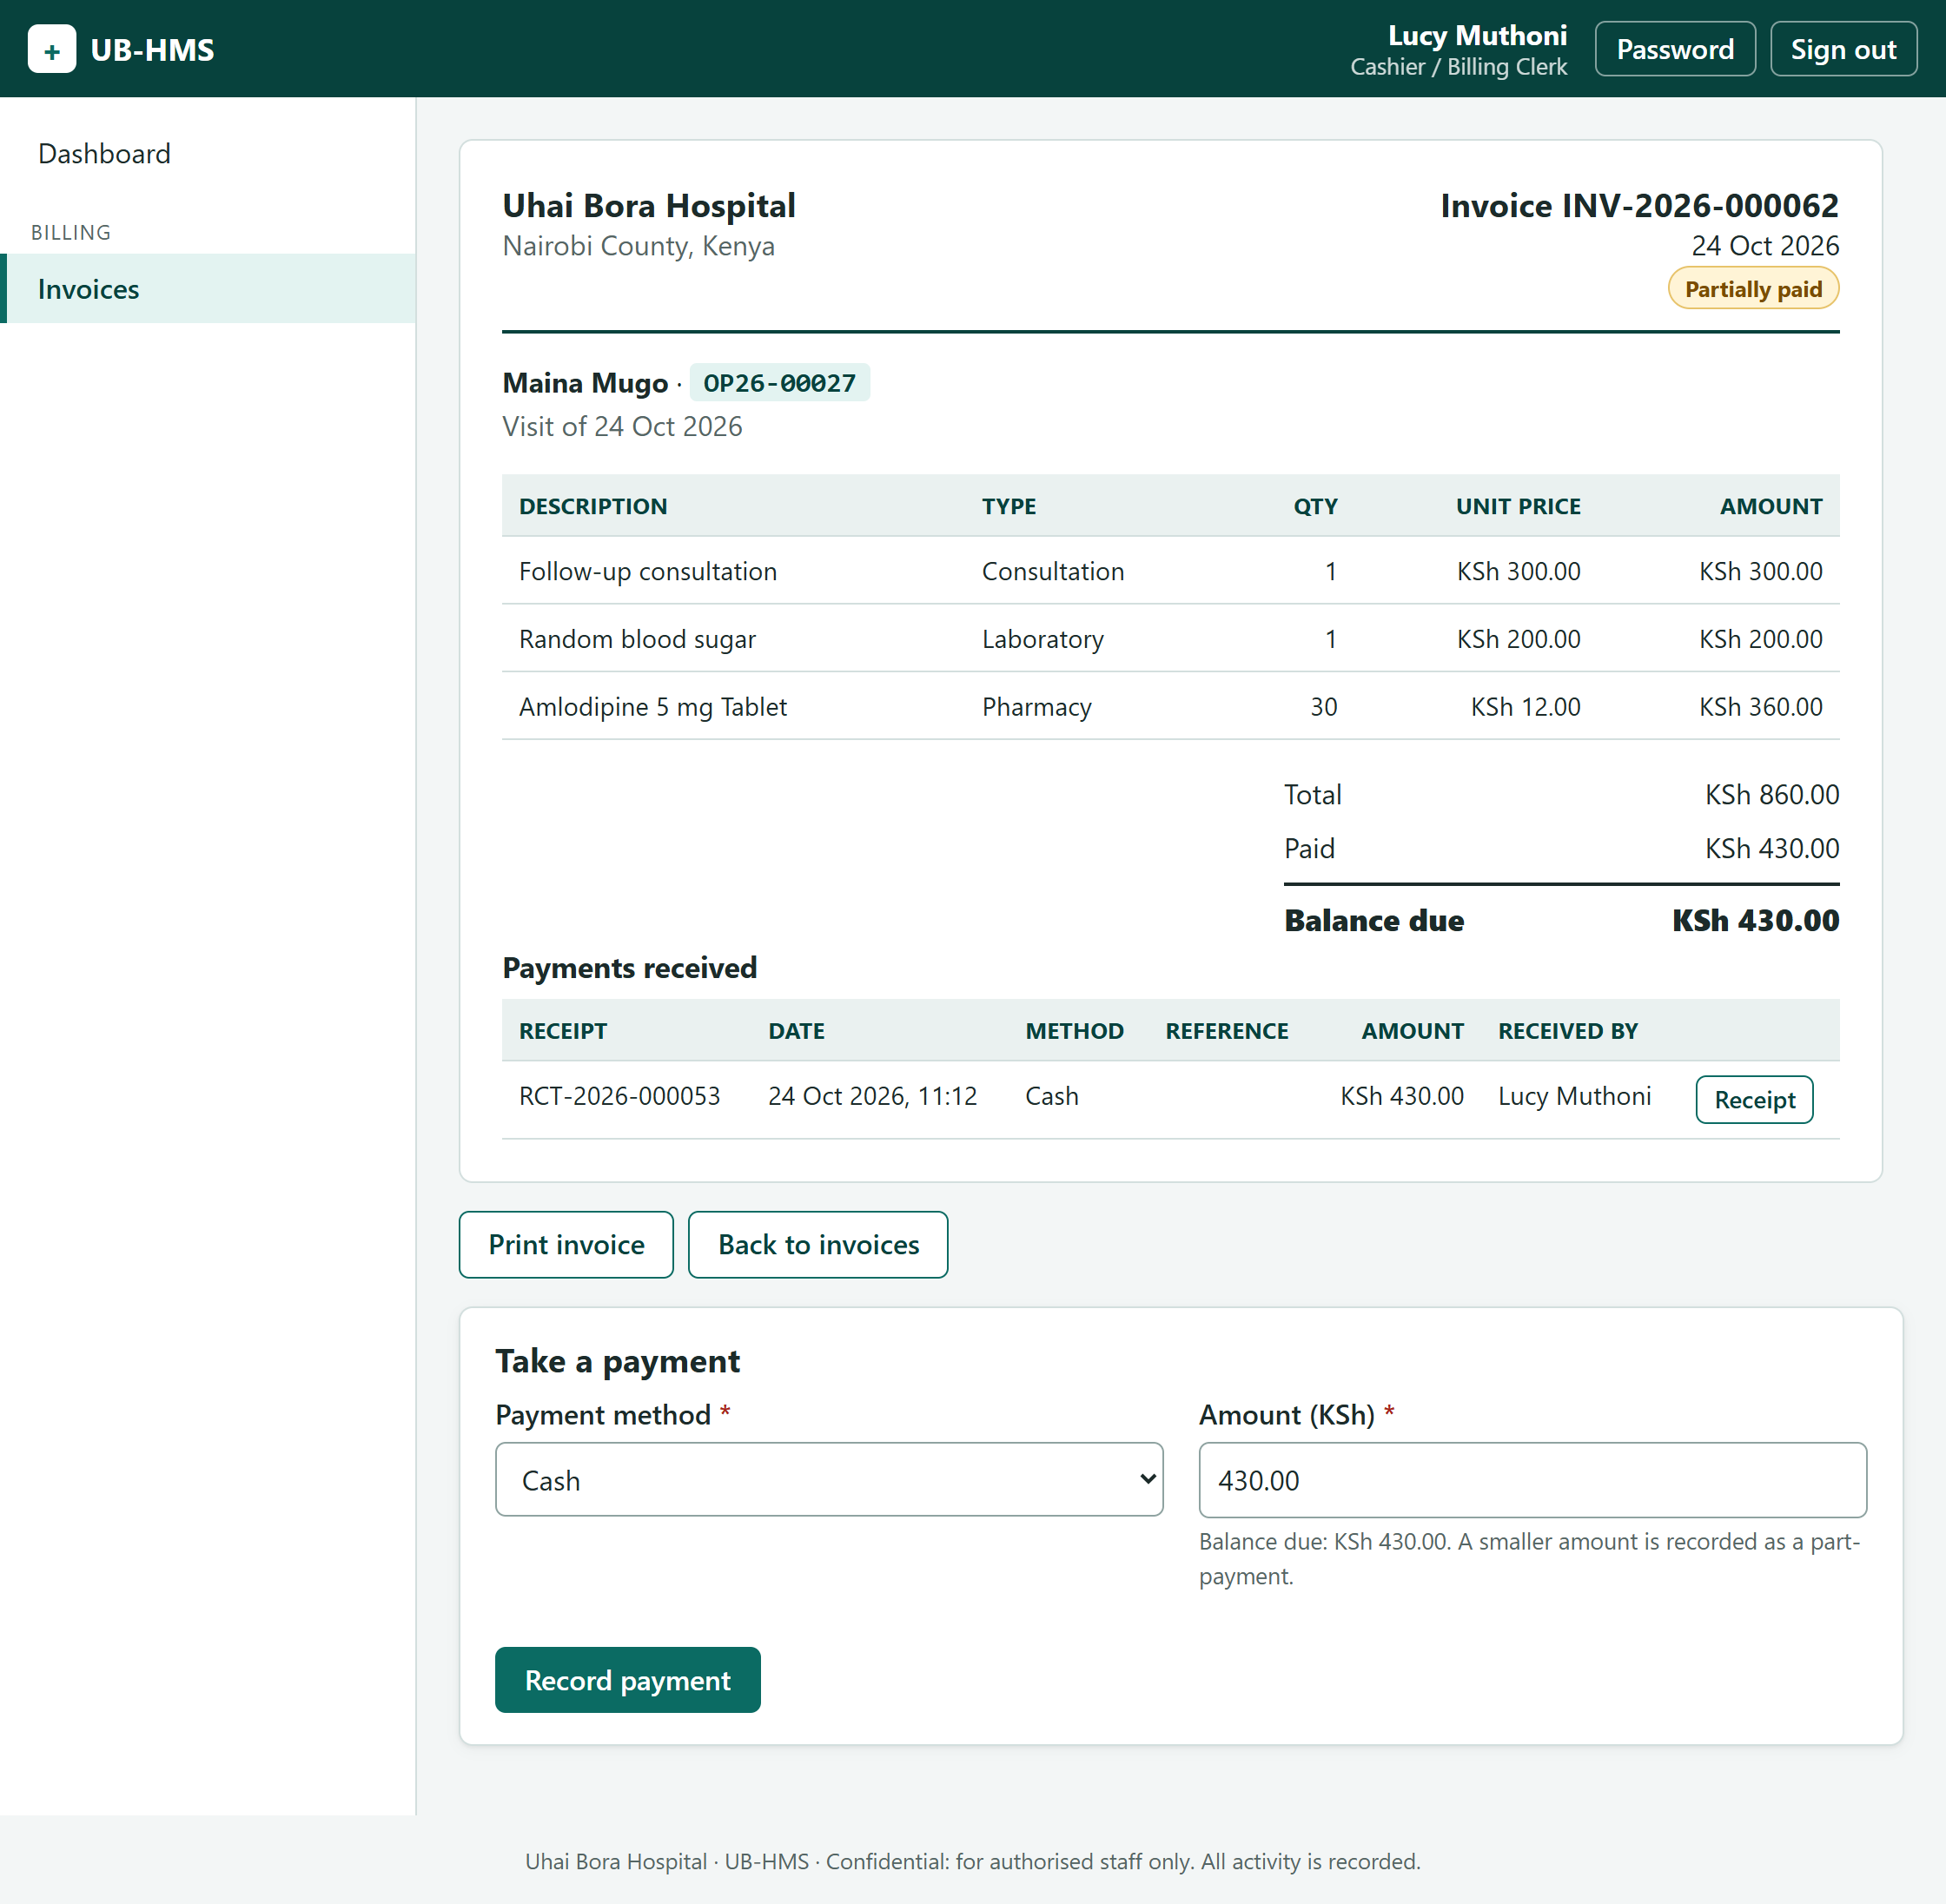 + UB-HMS
Lucy Muthoni
Cashier / Billing Clerk
Password
Sign out
Dashboard
BILLING
Invoices
Uhai Bora Hospital
Nairobi County, Kenya
Invoice INV-2026-000062
24 Oct 2026
Partially paid
Maina Mugo · OP26-00027
Visit of 24 Oct 2026
DESCRIPTION TYPE QTY UNIT PRICE AMOUNT
Follow-up consultation Consultation 1 KSh 300.00 KSh 300.00
Random blood sugar Laboratory 1 KSh 200.00 KSh 200.00
Amlodipine 5 mg Tablet Pharmacy 30 KSh 12.00 KSh 360.00
Total KSh 860.00
Paid KSh 430.00
Balance due KSh 430.00
Payments received
RECEIPT DATE METHOD REFERENCE AMOUNT RECEIVED BY
RCT-2026-000053 24 Oct 2026, 11:12 Cash KSh 430.00 Lucy Muthoni Receipt
Print invoice
Back to invoices
Take a payment
Payment method *
Cash
Amount (KSh) *
430.00
Balance due: KSh 430.00. A smaller amount is recorded as a part-
payment.
Record payment
Uhai Bora Hospital · UB-HMS · Confidential: for authorised staff only. All activity is recorded.